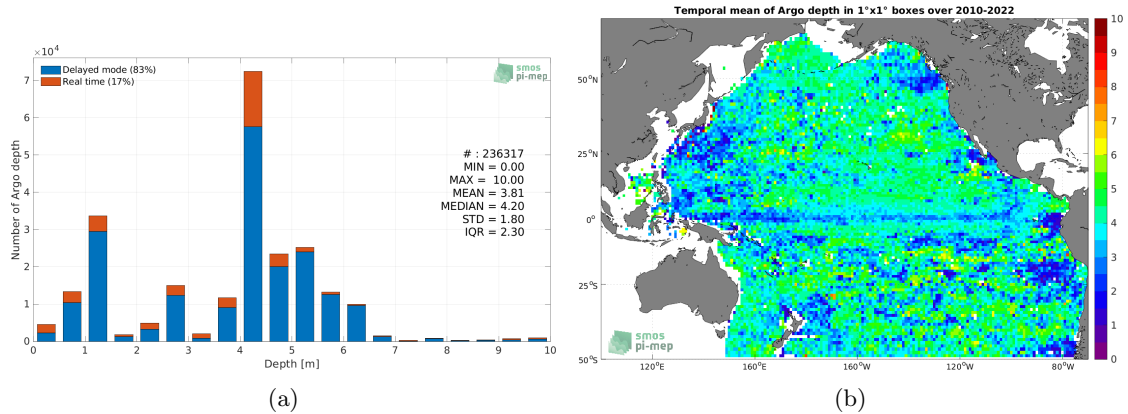 ×10⁴
Delayed mode (83%)
Real time (17%)
smos
pi-mep
# : 236317
MIN = 0.00
MAX = 10.00
MEAN = 3.81
MEDIAN = 4.20
STD = 1.80
IQR = 2.30
Number of Argo depth
7
6
5
4
3
2
1
0
0 1 2 3 4 5 6 7 8 9 10
Depth [m]
(a)
Temporal mean of Argo depth in 1°x1° boxes over 2010-2022
50°N
25°N
0°
25°S
50°S
120°E 160°E 160°W 120°W 80°W
smos
pi-mep
10
9
8
7
6
5
4
3
2
1
0
(b)